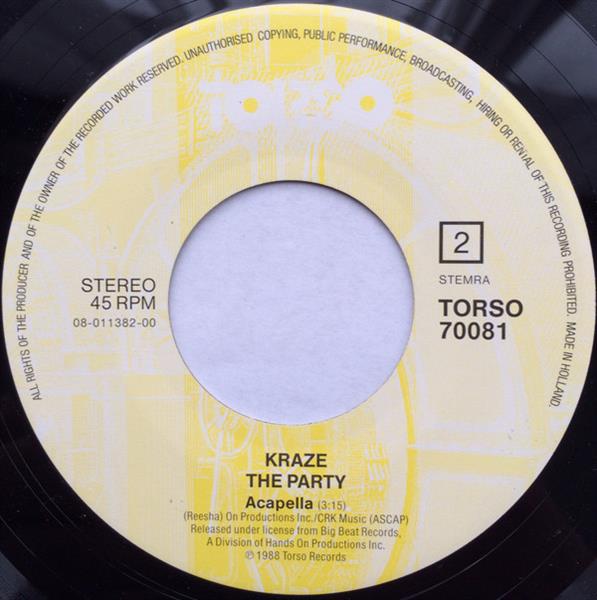 ALL RIGHTS OF THE PRODUCER AND OF THE OWNER OF THE RECORDED WORK RESERVED. UNAUTHORISED COPYING, PUBLIC PERFORMANCE, BROADCASTING, HIRING OR RENTAL OF THIS RECORDING PROHIBITED. MADE IN HOLLAND.
TORSO
STEREO
45 RPM
08-011382-00
2
STEMRA
TORSO
70081
KRAZE
THE PARTY
Acapella (3:15)
(Reesha) On Productions Inc./CRK Music (ASCAP)
Released under license from Big Beat Records,
A Division of Hands On Productions Inc.
℗ 1988 Torso Records